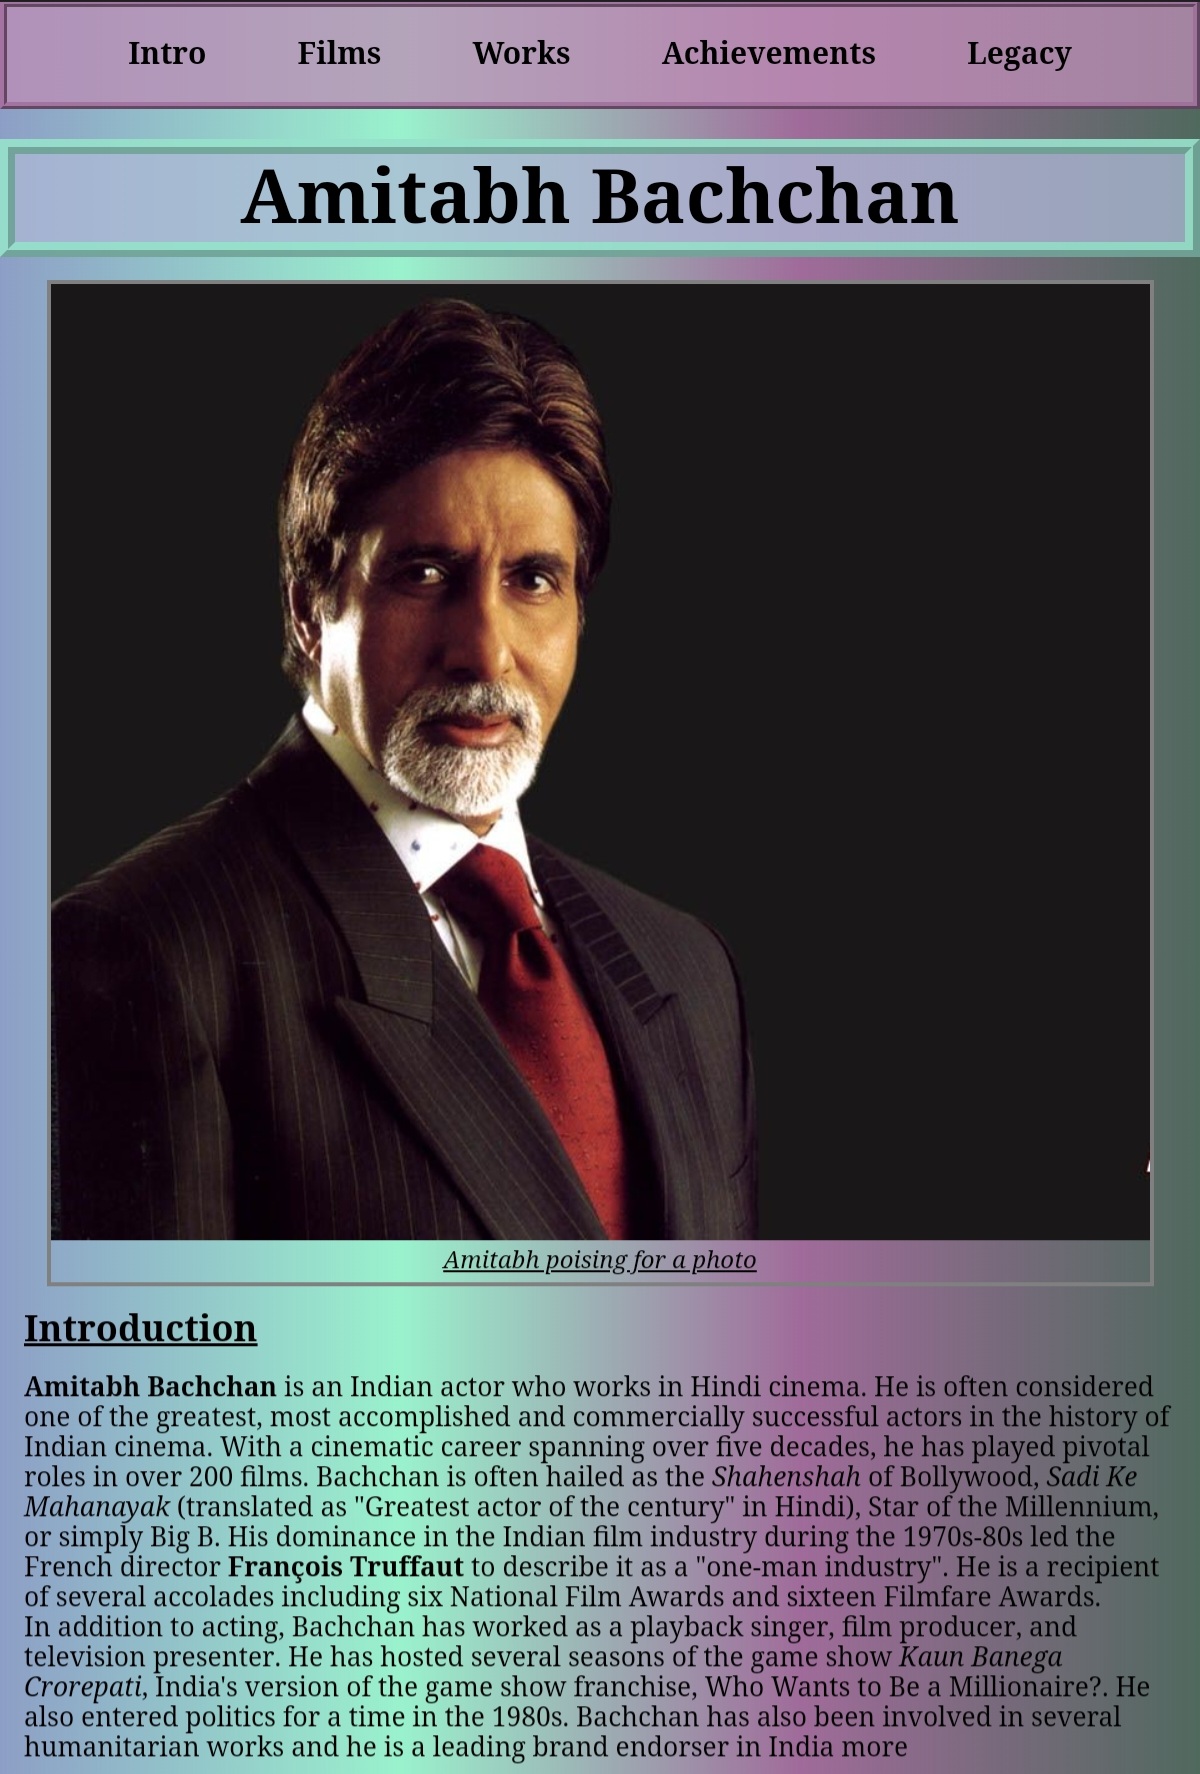 Intro Films Works Achievements Legacy
Amitabh Bachchan
Amitabh poising for a photo
Introduction
Amitabh Bachchan is an Indian actor who works in Hindi cinema. He is often considered
one of the greatest, most accomplished and commercially successful actors in the history of
Indian cinema. With a cinematic career spanning over five decades, he has played pivotal
roles in over 200 films. Bachchan is often hailed as the Shahenshah of Bollywood, Sadi Ke
Mahanayak (translated as "Greatest actor of the century" in Hindi), Star of the Millennium,
or simply Big B. His dominance in the Indian film industry during the 1970s-80s led the
French director François Truffaut to describe it as a "one-man industry". He is a recipient
of several accolades including six National Film Awards and sixteen Filmfare Awards.
In addition to acting, Bachchan has worked as a playback singer, film producer, and
television presenter. He has hosted several seasons of the game show Kaun Banega
Crorepati, India's version of the game show franchise, Who Wants to Be a Millionaire?. He
also entered politics for a time in the 1980s. Bachchan has also been involved in several
humanitarian works and he is a leading brand endorser in India more